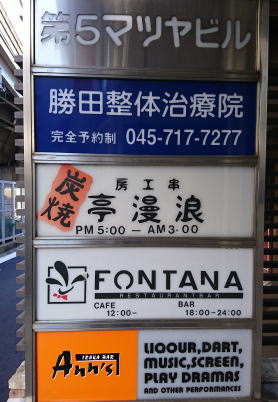 第5マツヤビル
勝田整体治療院
完全予約制 045-717-7277
炭焼
房工串
亭漫浪
PM 5:00 — AM 3:00
FONTANA
RESTAURANTBAR
CAFE BAR
12:00- 18:00-24:00
IZAKA BAR
Ann's
LIQOUR,DART,
MUSIC,SCREEN,
PLAY DRAMAS
AND OTHER PERFORMANCES